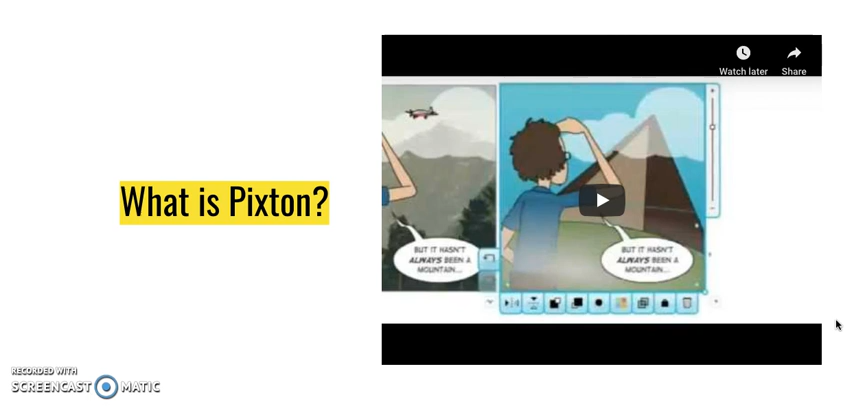 What is Pixton?
Watch later
Share
BUT IT HASN'T
ALWAYS BEEN A
MOUNTAIN...
BUT IT HASN'T
ALWAYS BEEN A
MOUNTAIN...
RECORDED WITH
SCREENCAST MATIC